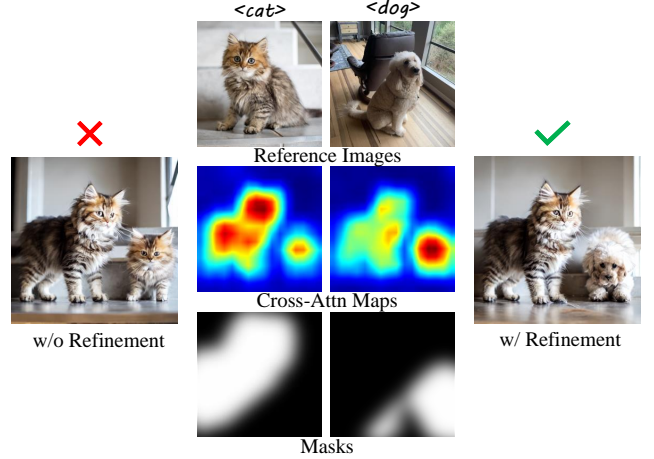 <cat> <dog>
Reference Images
Cross-Attn Maps
w/o Refinement
w/ Refinement
Masks